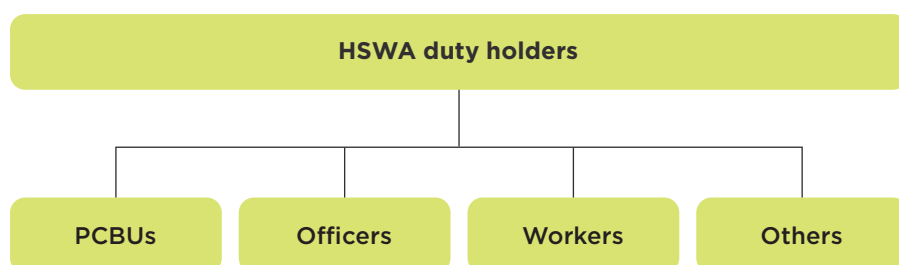 HSWA duty holders
PCBUs
Officers
Workers
Others